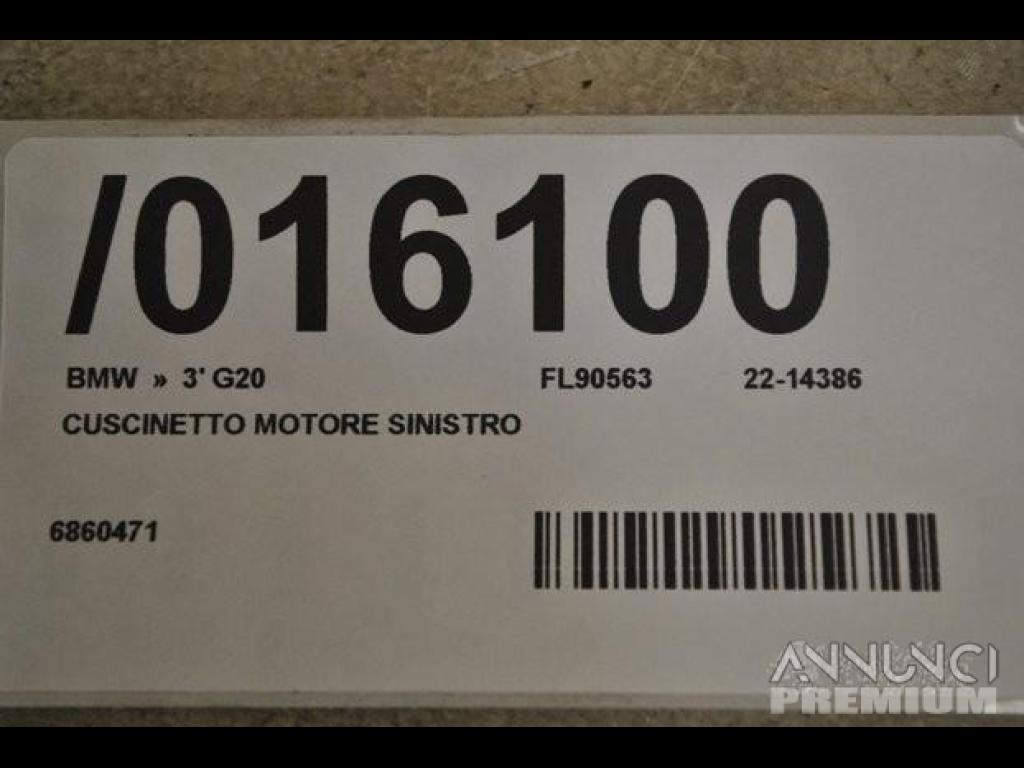 /016100
BMW » 3' G20 FL90563 22-14386
CUSCINETTO MOTORE SINISTRO
6860471
ANNUNCI
PREMIUM